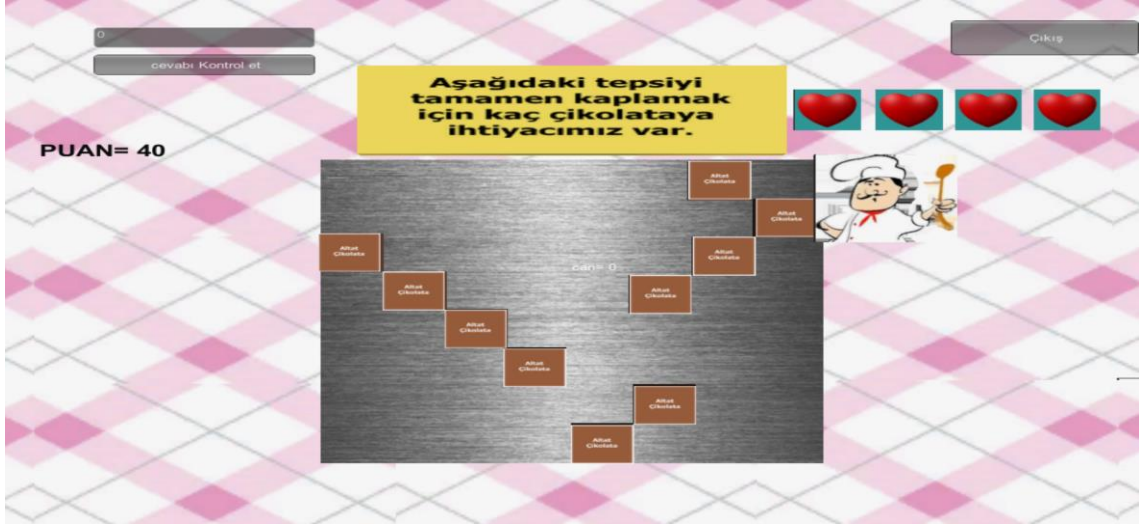 0
cevabı Kontrol et
Çıkış
Aşağıdaki tepsiyi
tamamen kaplamak
için kaç çikolataya
ihtiyacımız var.
PUAN= 40
Altat
Çikolata
Altat
Çikolata
Altat
Çikolata
Altat
Çikolata
can= 0
Altat
Çikolata
Altat
Çikolata
Altat
Çikolata
Altat
Çikolata
Altat
Çikolata
Altat
Çikolata